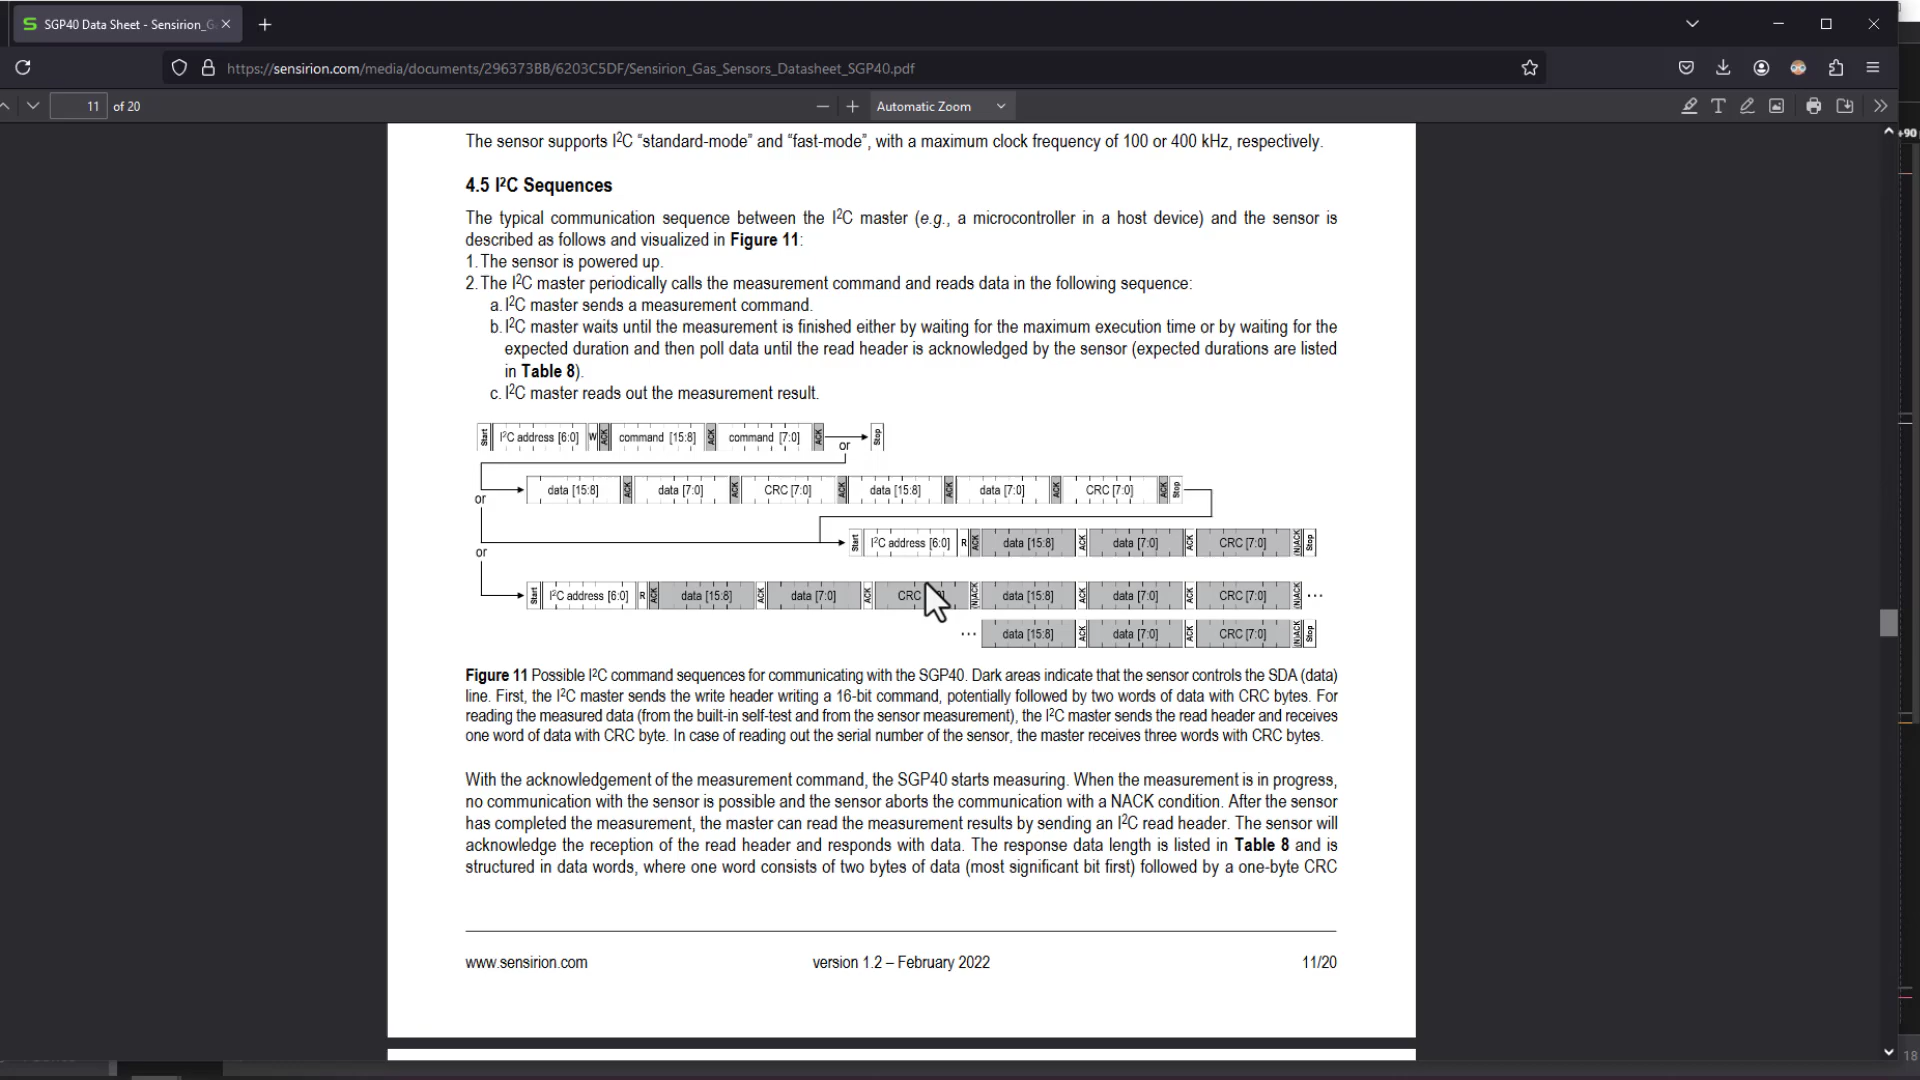 SGP40 Data Sheet - Sensirion_G
https://sensirion.com/media/documents/296373BB/6203C5DF/Sensirion_Gas_Sensors_Datasheet_SGP40.pdf
11 of 20
Automatic Zoom
+90
The sensor supports I²C “standard-mode” and “fast-mode”, with a maximum clock frequency of 100 or 400 kHz, respectively.
4.5 I²C Sequences
The typical communication sequence between the I²C master (e.g., a microcontroller in a host device) and the sensor is
described as follows and visualized in Figure 11:
1. The sensor is powered up.
2. The I²C master periodically calls the measurement command and reads data in the following sequence:
a. I²C master sends a measurement command.
b. I²C master waits until the measurement is finished either by waiting for the maximum execution time or by waiting for the
expected duration and then poll data until the read header is acknowledged by the sensor (expected durations are listed
in Table 8).
c. I²C master reads out the measurement result.
Start I²C address [6:0] W ACK command [15:8] ACK command [7:0] ACK or Stop
or data [15:8] ACK data [7:0] ACK CRC [7:0] ACK data [15:8] ACK data [7:0] ACK CRC [7:0] ACK Stop
Start I²C address [6:0] R ACK data [15:8] ACK data [7:0] ACK CRC [7:0] (N)ACK Stop
or
Start I²C address [6:0] R ACK data [15:8] ACK data [7:0] ACK CRC (N)ACK data [15:8] ACK data [7:0] ACK CRC [7:0] (N)ACK ...
... data [15:8] ACK data [7:0] ACK CRC [7:0] (N)ACK Stop
Figure 11 Possible I²C command sequences for communicating with the SGP40. Dark areas indicate that the sensor controls the SDA (data)
line. First, the I²C master sends the write header writing a 16-bit command, potentially followed by two words of data with CRC bytes. For
reading the measured data (from the built-in self-test and from the sensor measurement), the I²C master sends the read header and receives
one word of data with CRC byte. In case of reading out the serial number of the sensor, the master receives three words with CRC bytes.
With the acknowledgement of the measurement command, the SGP40 starts measuring. When the measurement is in progress,
no communication with the sensor is possible and the sensor aborts the communication with a NACK condition. After the sensor
has completed the measurement, the master can read the measurement results by sending an I²C read header. The sensor will
acknowledge the reception of the read header and responds with data. The response data length is listed in Table 8 and is
structured in data words, where one word consists of two bytes of data (most significant bit first) followed by a one-byte CRC
www.sensirion.com version 1.2 – February 2022 11/20
18